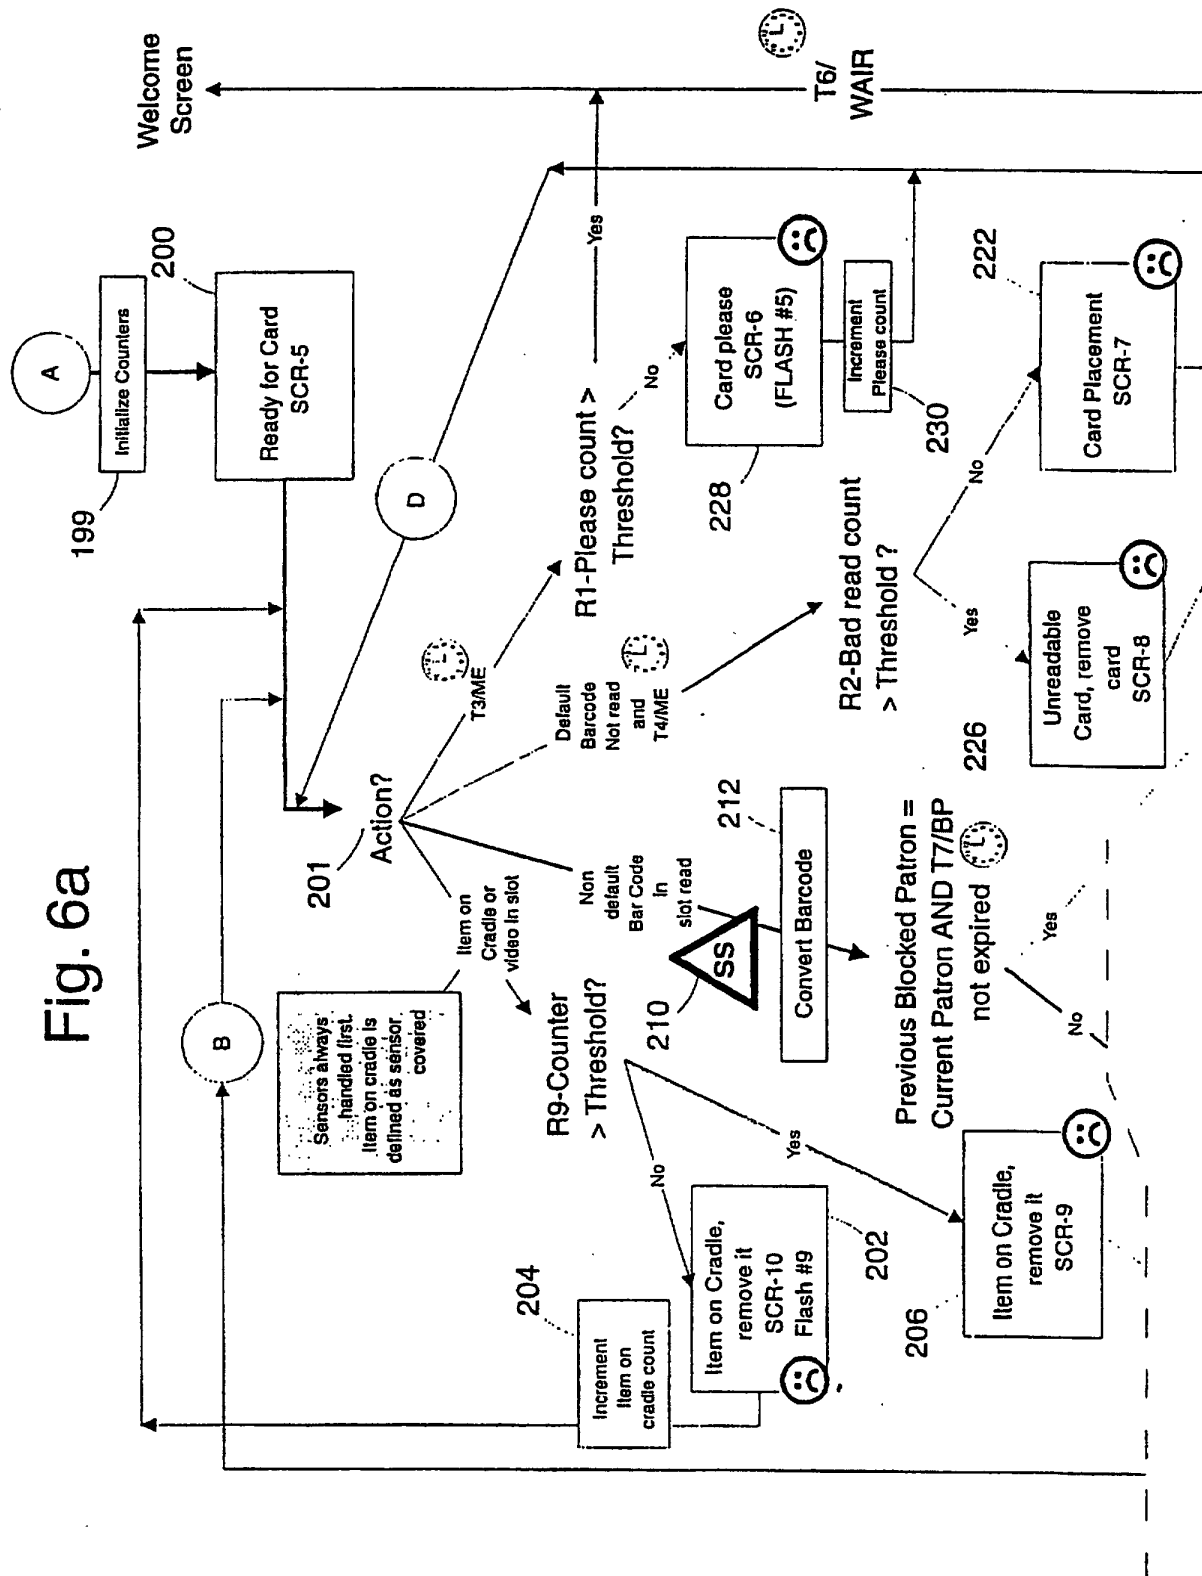 Fig. 6a
A
199
Initialize Counters
200
Ready for Card
SCR-5
Welcome
Screen
B
D
Sensors always
handled first.
Item on cradle is
defined as sensor
covered
201
Action?
Item on
Cradle or
video in slot
Non
default
Bar Code
In
slot read
Default
Barcode
Not read
and
T4/ME
T3/ME
T6/
WAIR
R9-Counter
> Threshold?
No
Yes
204
Increment
Item on
cradle count
Item on Cradle,
remove it
SCR-10
Flash #9
202
206
Item on Cradle,
remove it
SCR-9
210
SS
212
Convert Barcode
Previous Blocked Patron =
Current Patron AND T7/BP
not expired
No
Yes
R1-Please count >
Threshold?
Yes
No
228
Card please
SCR-6
(FLASH #5)
Increment
Please count
230
R2-Bad read count
> Threshold ?
Yes
No
226
Unreadable
Card, remove
card
SCR-8
222
Card Placement
SCR-7